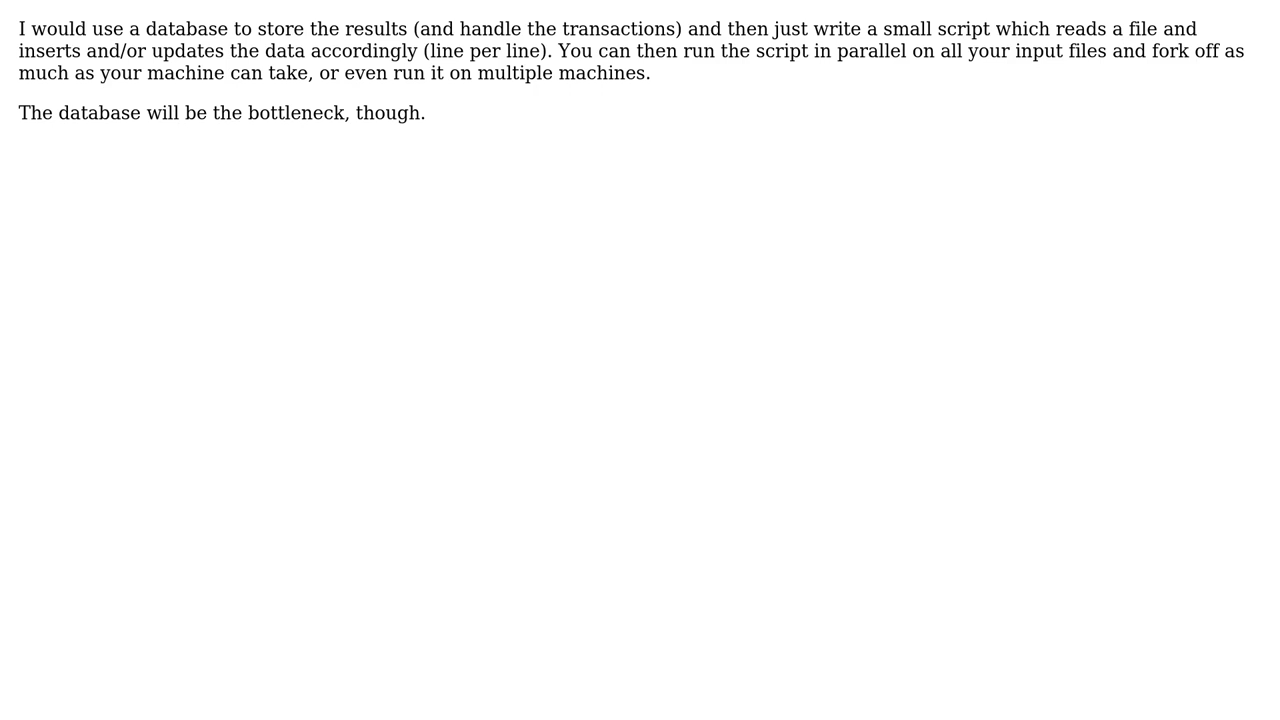 I would use a database to store the results (and handle the transactions) and then just write a small script which reads a file and
inserts and/or updates the data accordingly (line per line). You can then run the script in parallel on all your input files and fork off as
much as your machine can take, or even run it on multiple machines.
The database will be the bottleneck, though.